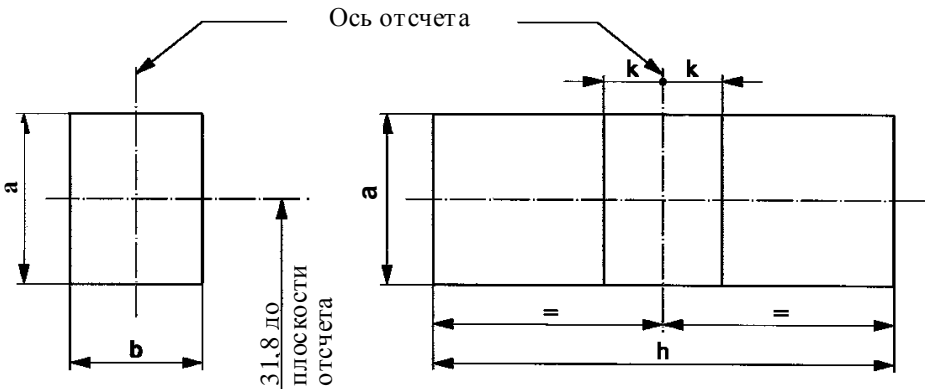 Ось отсчета
k k
a
a
31,8 до
плоскости
отсчета
= =
b
h